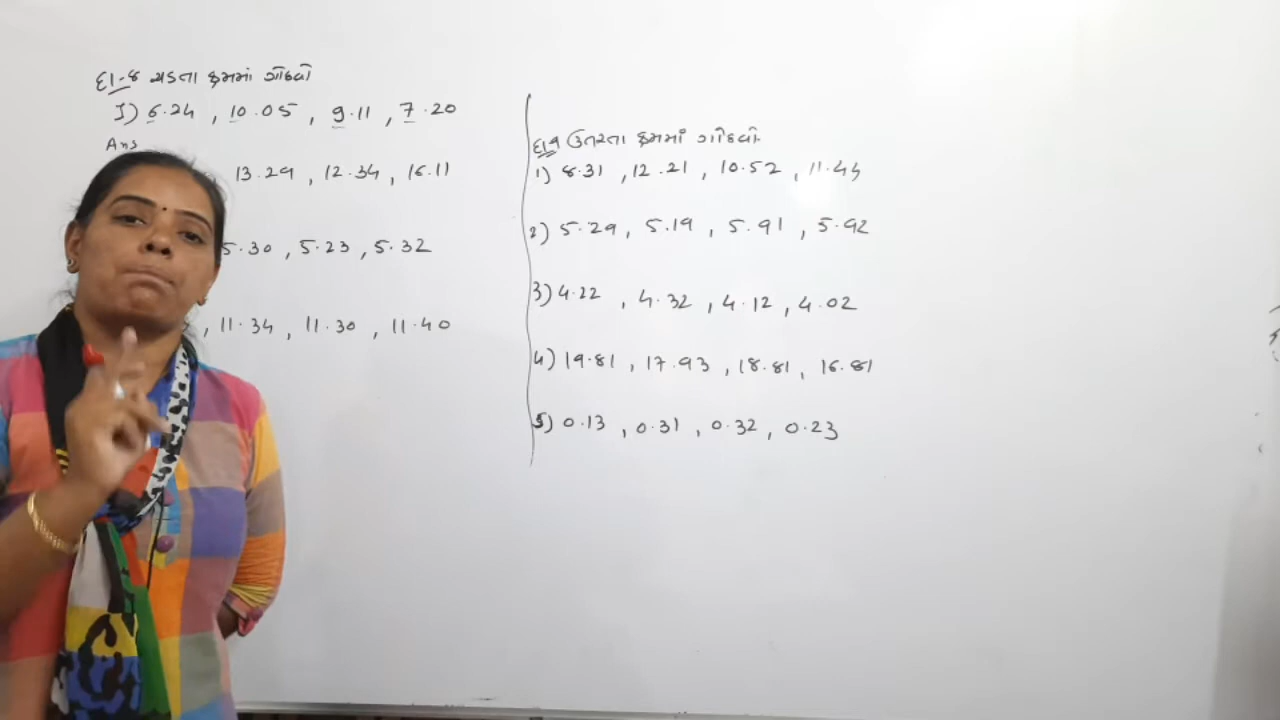 દા-૪ ચડતા ક્રમમાં ગોઠવો
I) 6.24 , 10.05 , 9.11 , 7.20
Ans
13.29 , 12.34 , 16.11
5.30 , 5.23 , 5.32
, 11.34 , 11.30 , 11.40
ઉતરતા ક્રમમાં ગોઠવો
1) 8.31 , 12.21 , 10.52 , 11.44
2) 5.29 , 5.19 , 5.91 , 5.92
3) 4.22 , 4.32 , 4.12 , 4.02
4) 19.81 , 17.93 , 18.81 , 16.81
5) 0.13 , 0.31 , 0.32 , 0.23